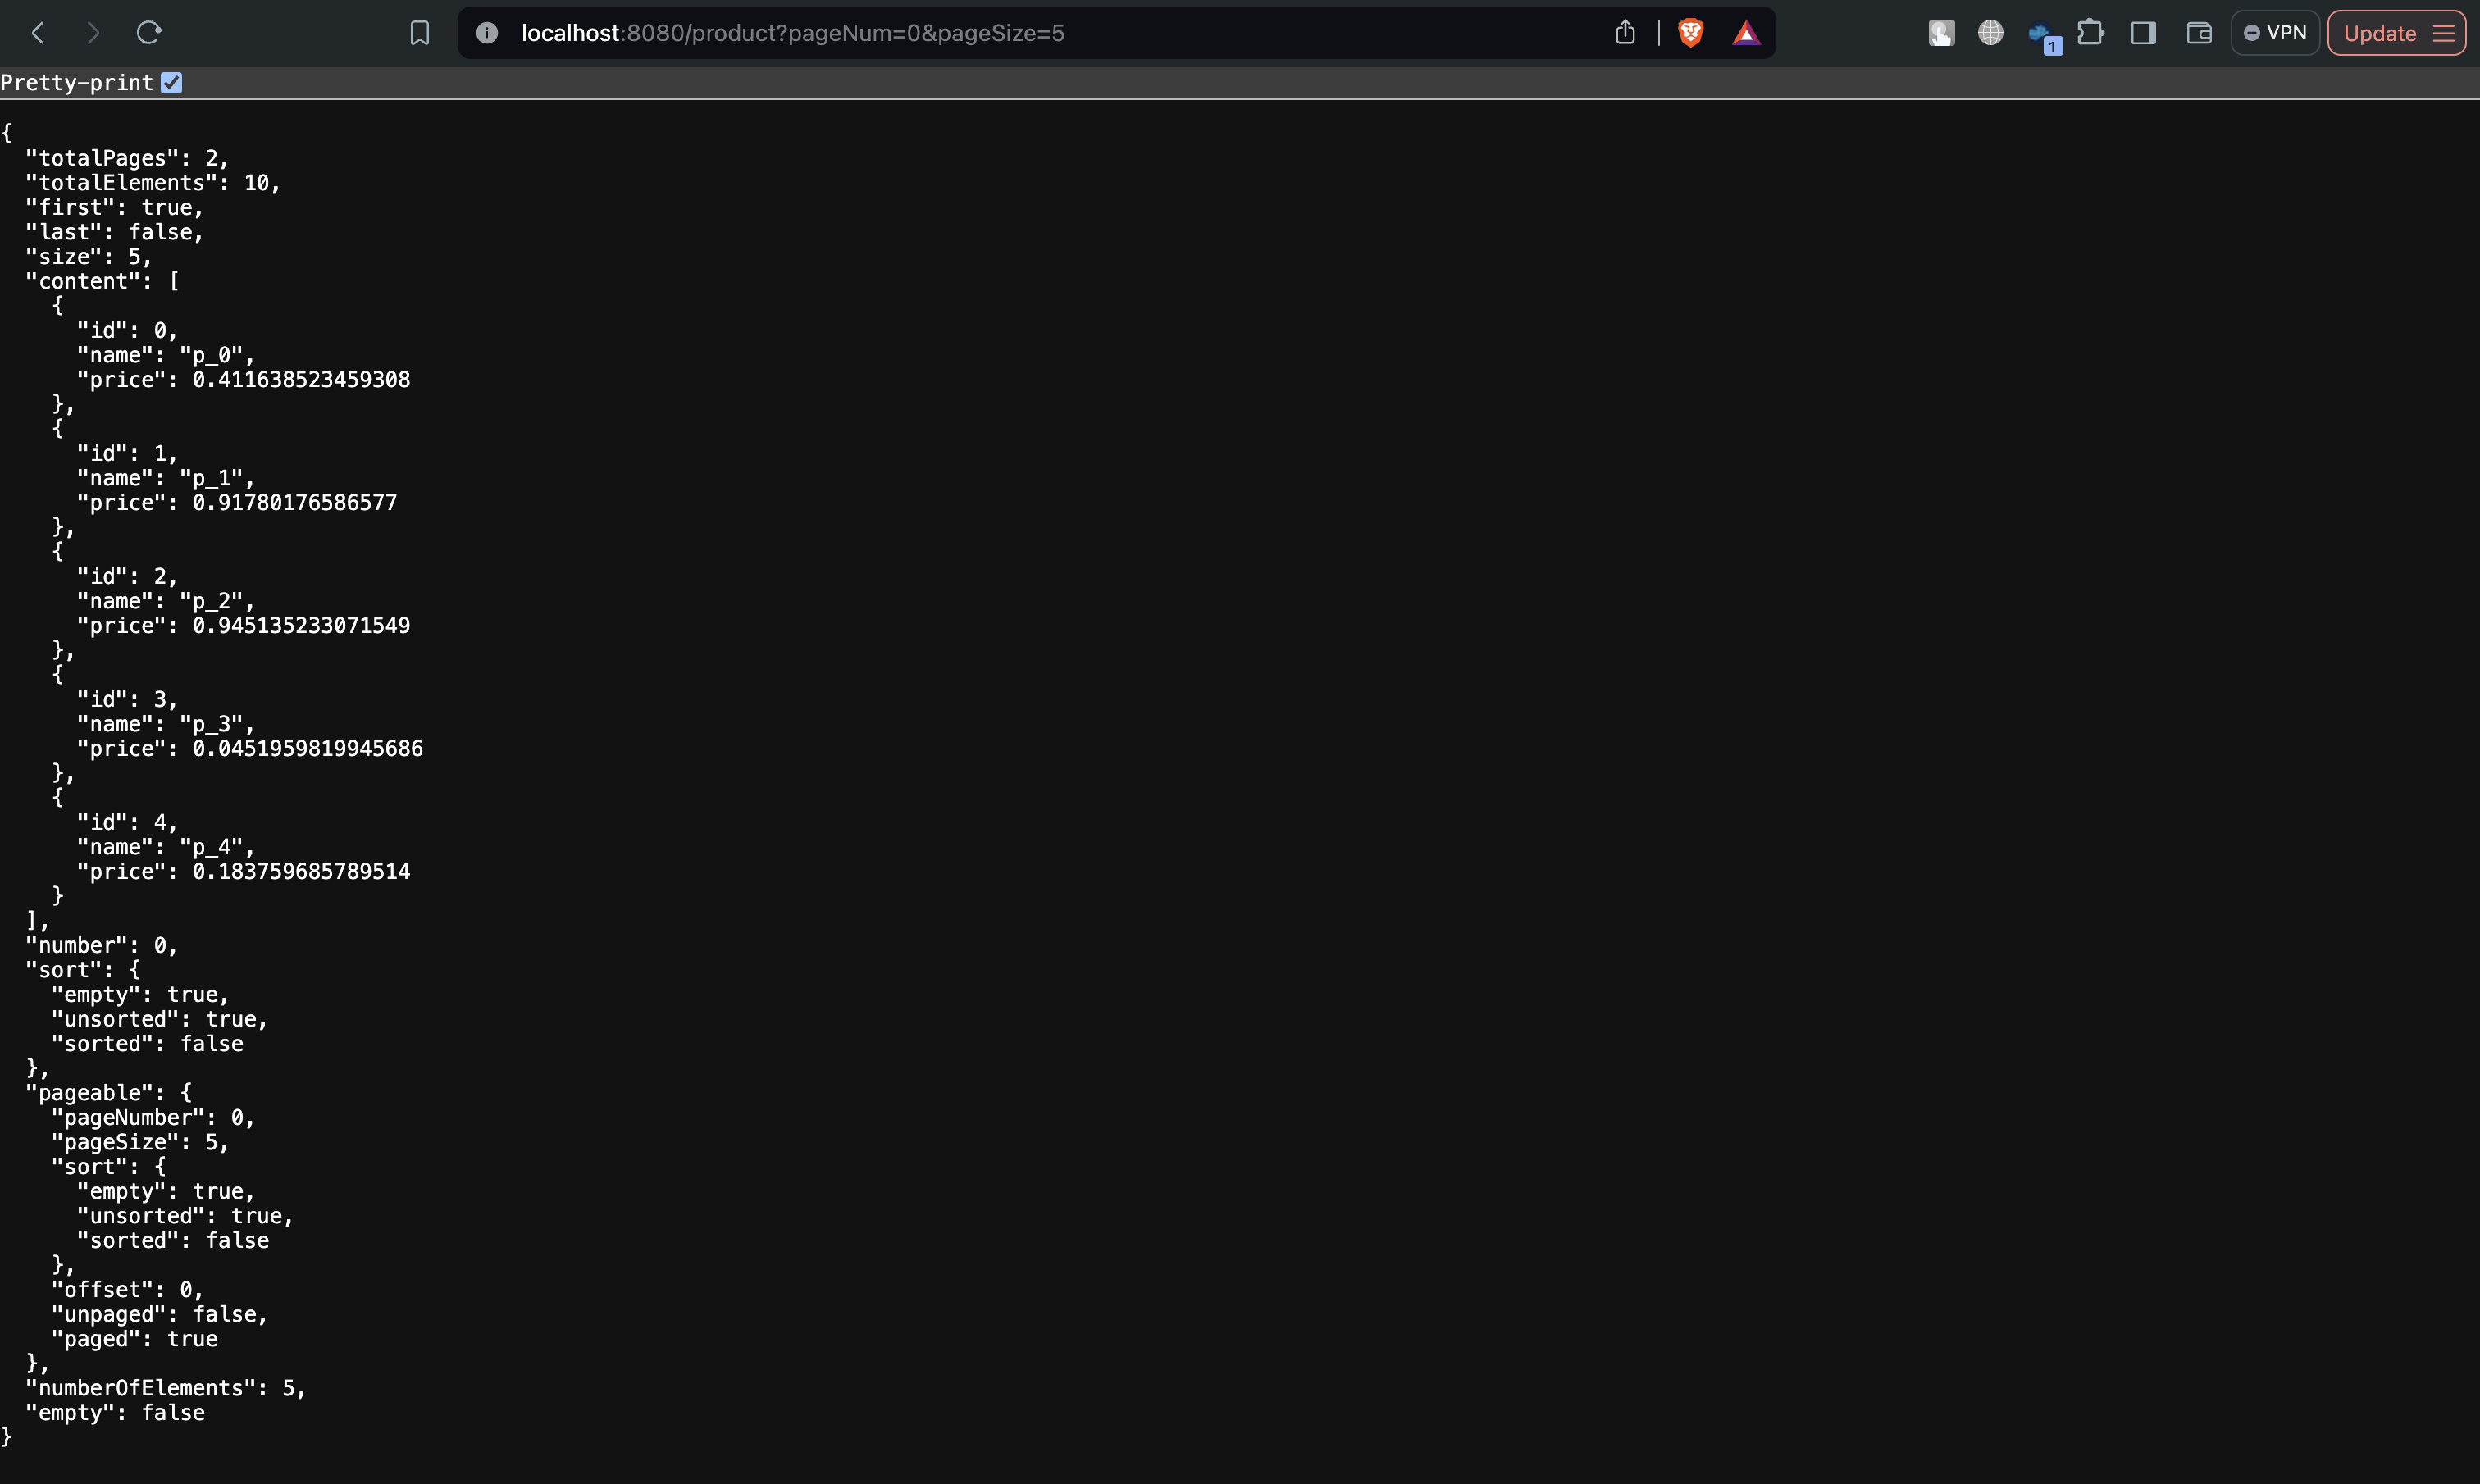 localhost:8080/product?pageNum=0&pageSize=5
1
VPN
Update
Pretty-print
{
  "totalPages": 2,
  "totalElements": 10,
  "first": true,
  "last": false,
  "size": 5,
  "content": [
    {
      "id": 0,
      "name": "p_0",
      "price": 0.411638523459308
    },
    {
      "id": 1,
      "name": "p_1",
      "price": 0.91780176586577
    },
    {
      "id": 2,
      "name": "p_2",
      "price": 0.945135233071549
    },
    {
      "id": 3,
      "name": "p_3",
      "price": 0.0451959819945686
    },
    {
      "id": 4,
      "name": "p_4",
      "price": 0.183759685789514
    }
  ],
  "number": 0,
  "sort": {
    "empty": true,
    "unsorted": true,
    "sorted": false
  },
  "pageable": {
    "pageNumber": 0,
    "pageSize": 5,
    "sort": {
      "empty": true,
      "unsorted": true,
      "sorted": false
    },
    "offset": 0,
    "unpaged": false,
    "paged": true
  },
  "numberOfElements": 5,
  "empty": false
}